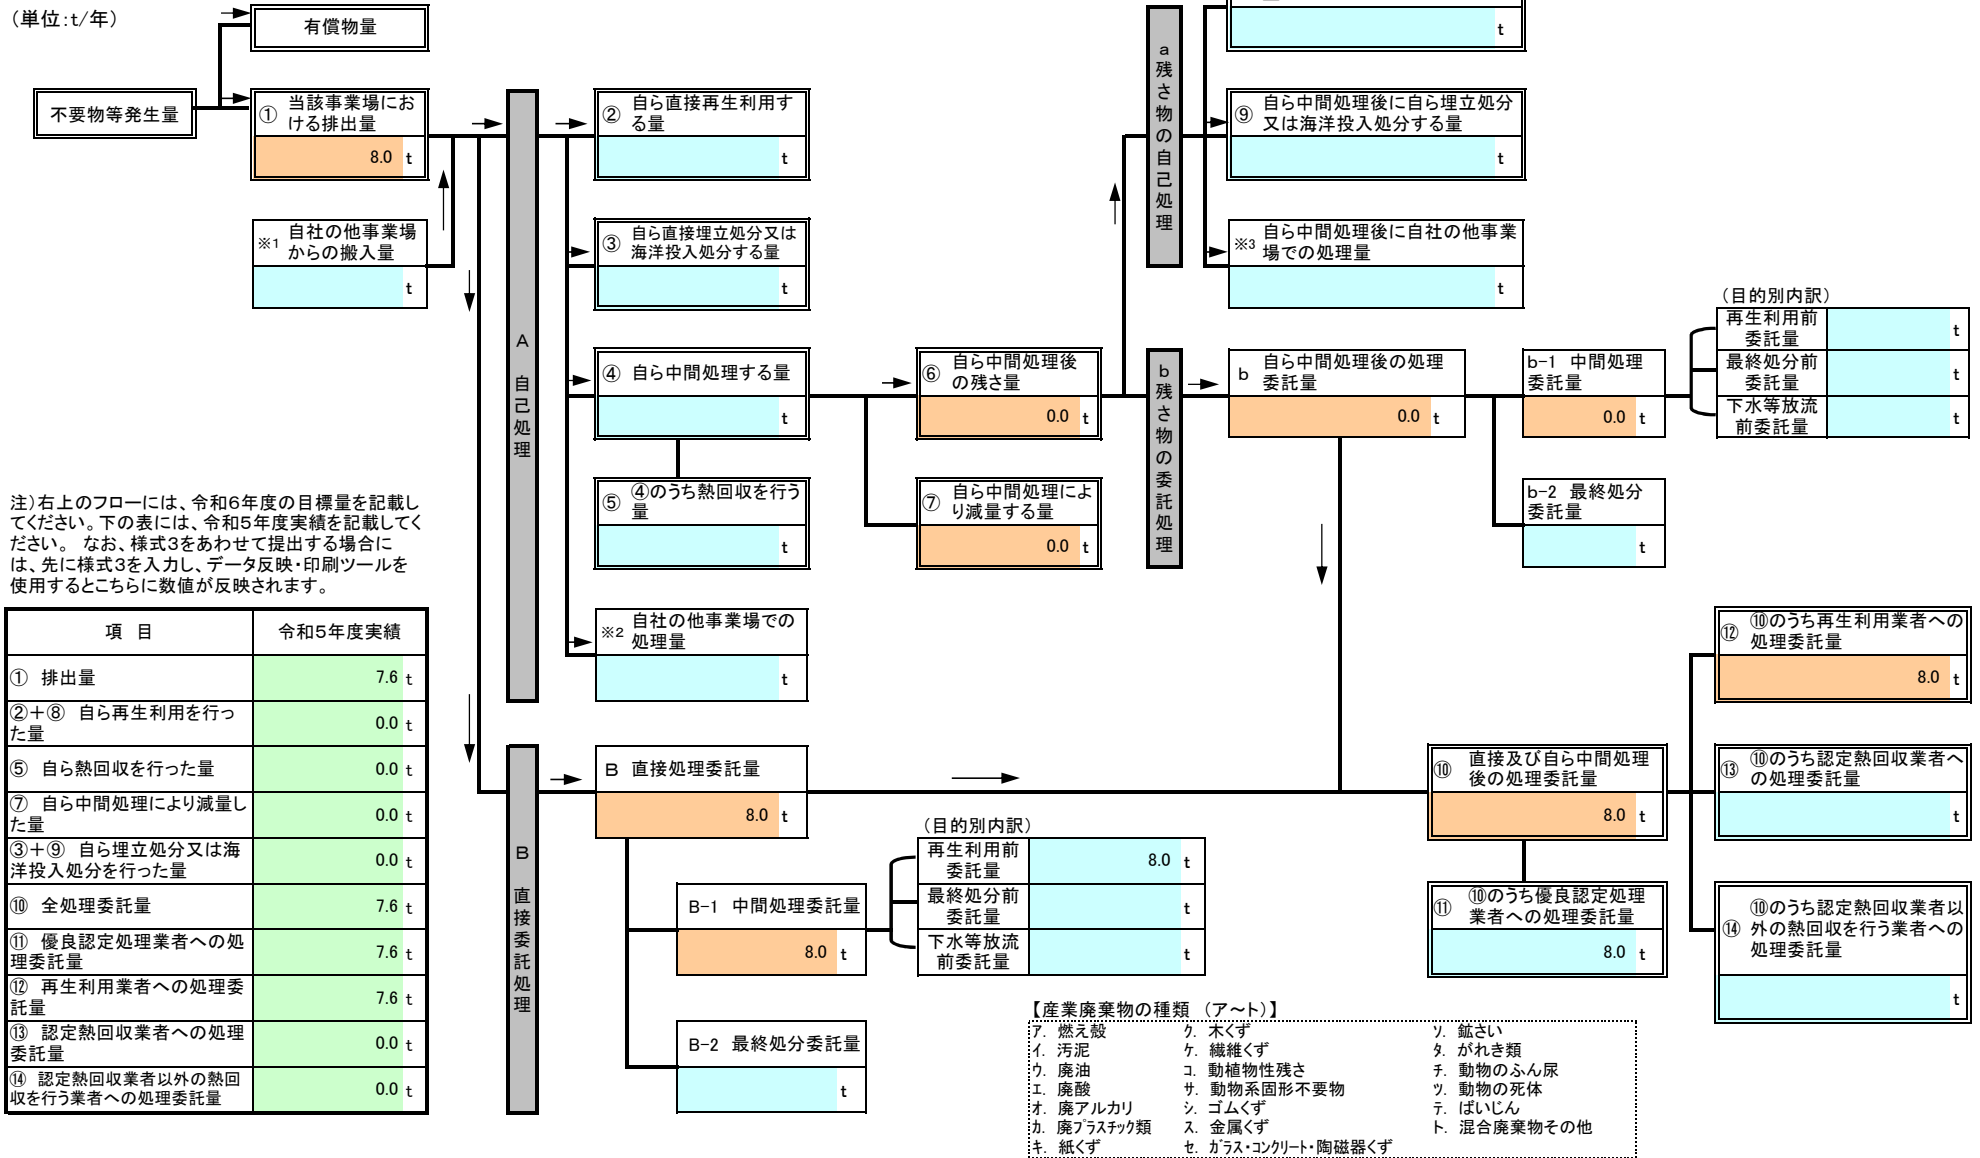 (単位:t/年)
有償物量
不要物等発生量
① 当該事業場にお
ける排出量
8.0 t
※1 自社の他事業場
からの搬入量
t
A 自己処理
② 自ら直接再生利用す
る量
t
③ 自ら直接埋立処分又は
海洋投入処分する量
t
④ 自ら中間処理する量
t
⑤ ④のうち熱回収を行う
量
t
※2 自社の他事業場での
処理量
t
⑥ 自ら中間処理後
の残さ量
0.0 t
⑦ 自ら中間処理によ
り減量する量
0.0 t
a 残さ物の自己処理
t
⑨ 自ら中間処理後に自ら埋立処分
又は海洋投入処分する量
t
※3 自ら中間処理後に自社の他事業
場での処理量
t
b 残さ物の委託処理
b 自ら中間処理後の処理
委託量
0.0 t
b-1 中間処理
委託量
0.0 t
b-2 最終処分
委託量
t
(目的別内訳)
再生利用前
委託量
t
最終処分前
委託量
t
下水等放流
前委託量
t
注)右上のフローには、令和6年度の目標量を記載し
てください。下の表には、令和5年度実績を記載してく
ださい。 なお、様式3をあわせて提出する場合に
は、先に様式3を入力し、データ反映・印刷ツールを
使用するとこちらに数値が反映されます。
項 目 令和5年度実績
① 排出量 7.6 t
②+⑧ 自ら再生利用を行っ
た量 0.0 t
⑤ 自ら熱回収を行った量 0.0 t
⑦ 自ら中間処理により減量し
た量 0.0 t
③+⑨ 自ら埋立処分又は海
洋投入処分を行った量 0.0 t
⑩ 全処理委託量 7.6 t
⑪ 優良認定処理業者への処
理委託量 7.6 t
⑫ 再生利用業者への処理委
託量 7.6 t
⑬ 認定熱回収業者への処理
委託量 0.0 t
⑭ 認定熱回収業者以外の熱回
収を行う業者への処理委託量 0.0 t
B 直接委託処理
B 直接処理委託量
8.0 t
B-1 中間処理委託量
8.0 t
B-2 最終処分委託量
t
(目的別内訳)
再生利用前
委託量
8.0 t
最終処分前
委託量
t
下水等放流
前委託量
t
⑩ 直接及び自ら中間処理
後の処理委託量
8.0 t
⑪ ⑩のうち優良認定処理
業者への処理委託量
8.0 t
⑫ ⑩のうち再生利用業者への
処理委託量
8.0 t
⑬ ⑩のうち認定熱回収業者へ
の処理委託量
t
⑭ ⑩のうち認定熱回収業者以
外の熱回収を行う業者への
処理委託量
t
【産業廃棄物の種類 (ア~ト)】
ア. 燃え殻 ク. 木くず ソ. 鉱さい
イ. 汚泥 ケ. 繊維くず タ. がれき類
ウ. 廃油 コ. 動植物性残さ チ. 動物のふん尿
エ. 廃酸 サ. 動物系固形不要物 ツ. 動物の死体
オ. 廃アルカリ シ. ゴムくず テ. ばいじん
カ. 廃プラスチック類 ス. 金属くず ト. 混合廃棄物その他
キ. 紙くず セ. ガラス・コンクリート・陶磁器くず